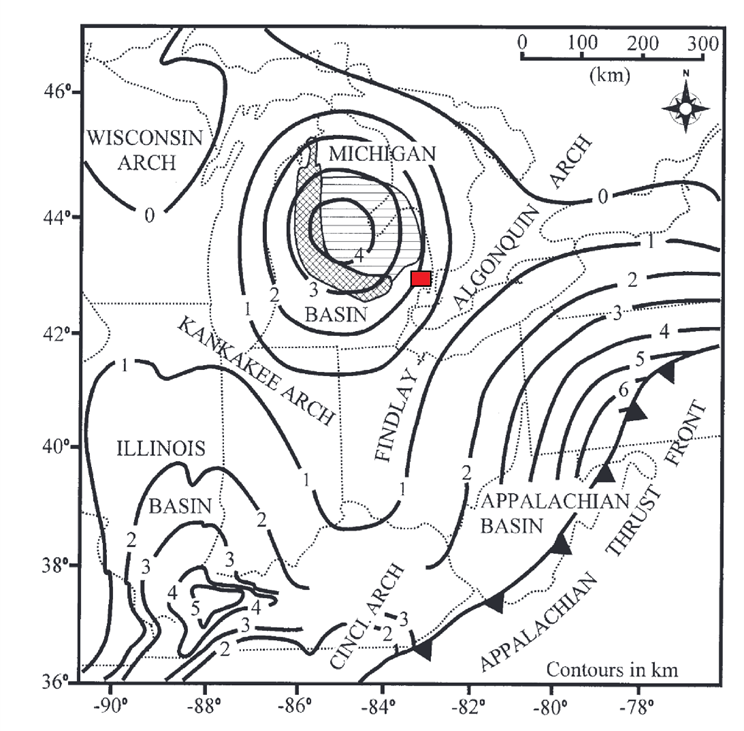 0 100 200 300
(km)
N
46°
44°
42°
40°
38°
36°
WISCONSIN
ARCH
0
MICHIGAN
BASIN
1
2
3
4
ARCH
ALGONQUIN
0
1
2
3
4
5
6
KANKAKEE ARCH
FINDLAY
1
1
1
2
ILLINOIS
BASIN
2
3
3
2
4
5
4
3
2
APPALACHIAN
BASIN
APPALACHIAN
THRUST
FRONT
CINCI ARCH
3
2
Contours in km
-90° -88° -86° -84° -82° -80° -78°